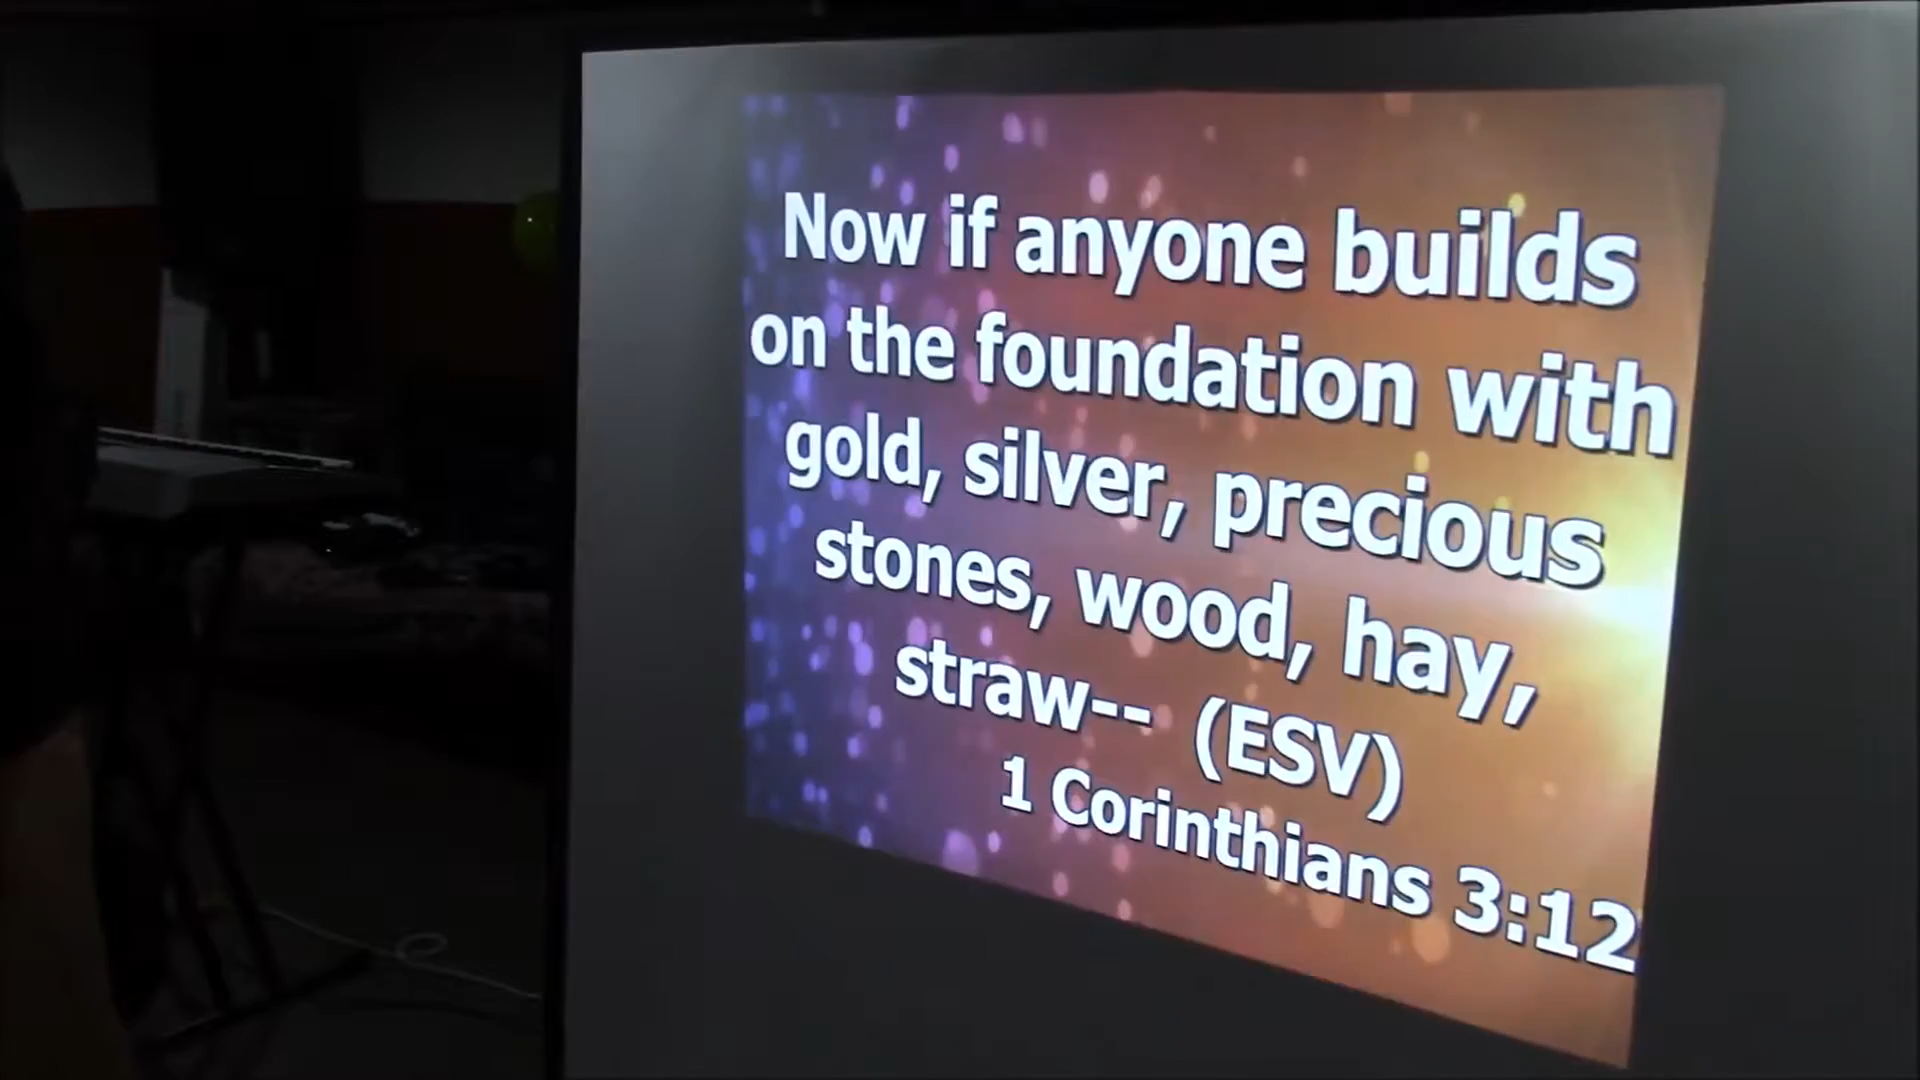 Now if anyone builds
on the foundation with
gold, silver, precious
stones, wood, hay,
straw-- (ESV)
1 Corinthians 3:12